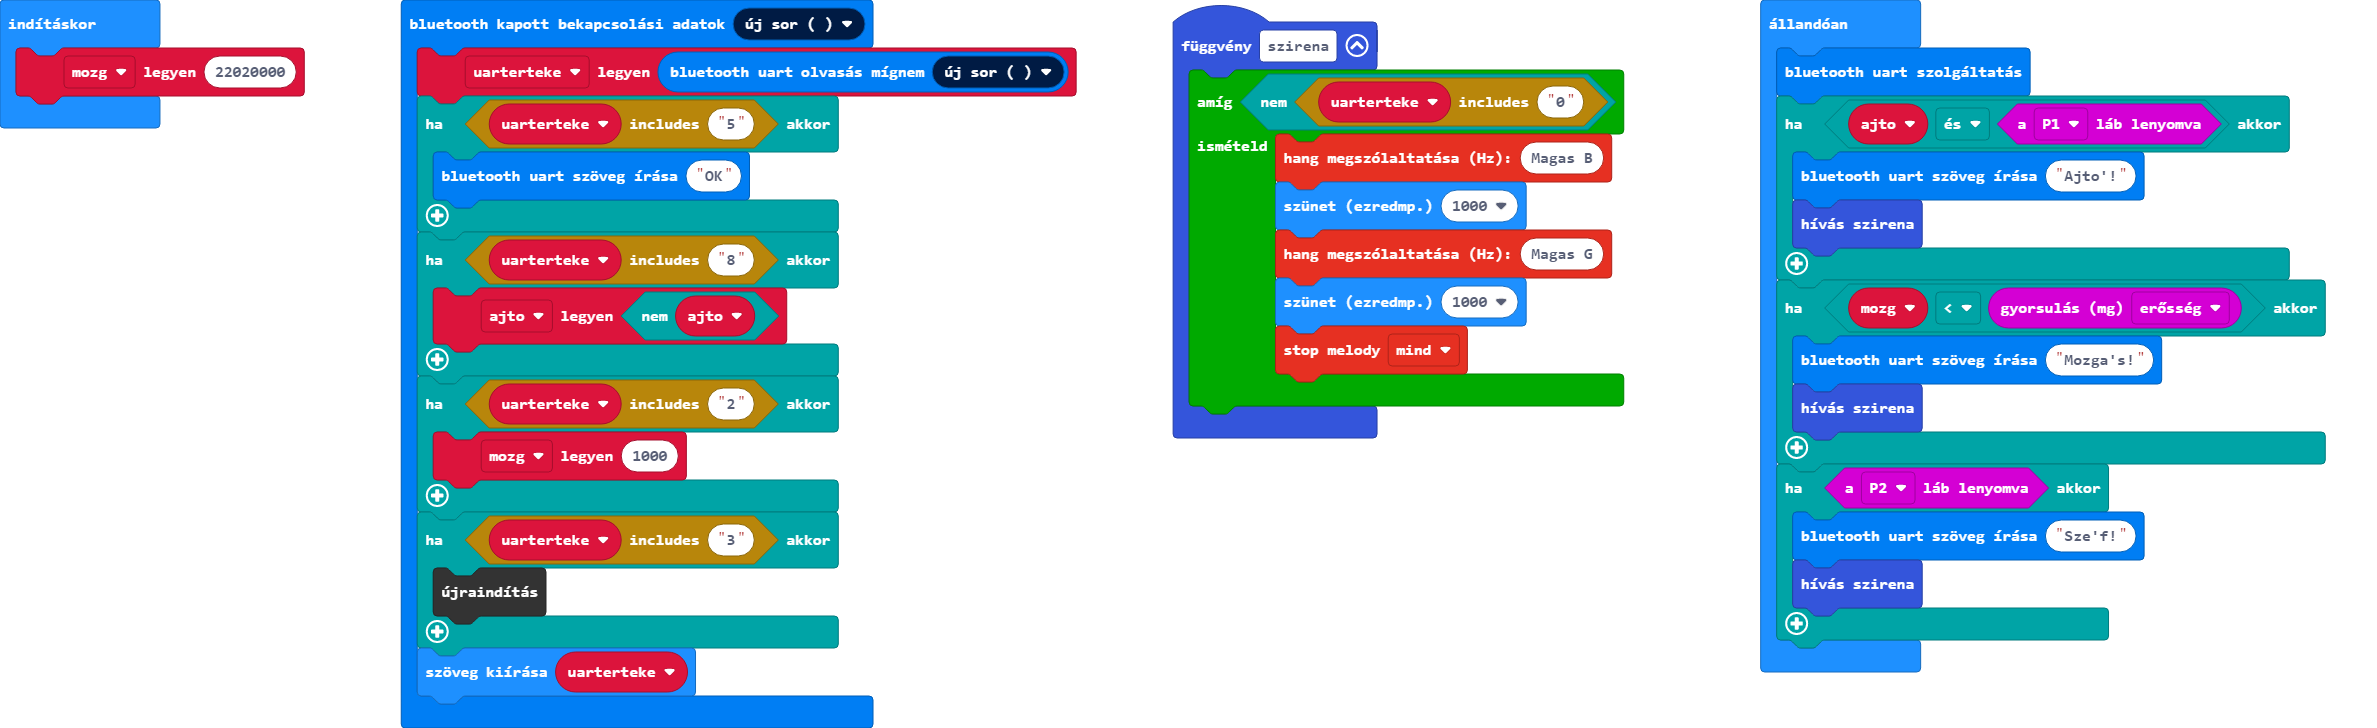 indításkor
mozg legyen 22020000
bluetooth kapott bekapcsolási adatok új sor ( )
uarterteke legyen bluetooth uart olvasás mígnem új sor ( )
ha uarterteke includes "5" akkor
bluetooth uart szöveg írása "OK"
ha uarterteke includes "8" akkor
ajto legyen nem ajto
ha uarterteke includes "2" akkor
mozg legyen 1000
ha uarterteke includes "3" akkor
újraindítás
szöveg kiírása uarterteke
függvény szirena
amíg nem uarterteke includes "0"
ismételd
hang megszólaltatása (Hz): Magas B
szünet (ezredmp.) 1000
hang megszólaltatása (Hz): Magas G
szünet (ezredmp.) 1000
stop melody mind
állandóan
bluetooth uart szolgáltatás
ha ajto és a P1 láb lenyomva akkor
bluetooth uart szöveg írása "Ajto'!"
hívás szirena
ha mozg < gyorsulás (mg) erősség akkor
bluetooth uart szöveg írása "Mozga's!"
hívás szirena
ha a P2 láb lenyomva akkor
bluetooth uart szöveg írása "Sze'f!"
hívás szirena